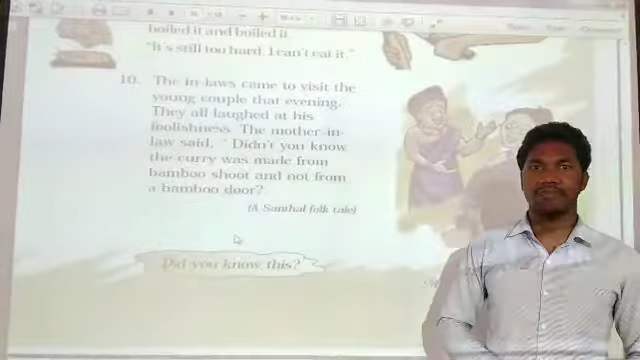 boiled it and boiled it.
"It's still too hard. I can't eat it."
10. The in-laws came to visit the
young couple that evening.
They all laughed at his
foolishness. The mother-in-
law said, " Didn't you know
the curry was made from
bamboo shoot and not from
a bamboo door?
(A Santhal folk tale)
Did you know this?